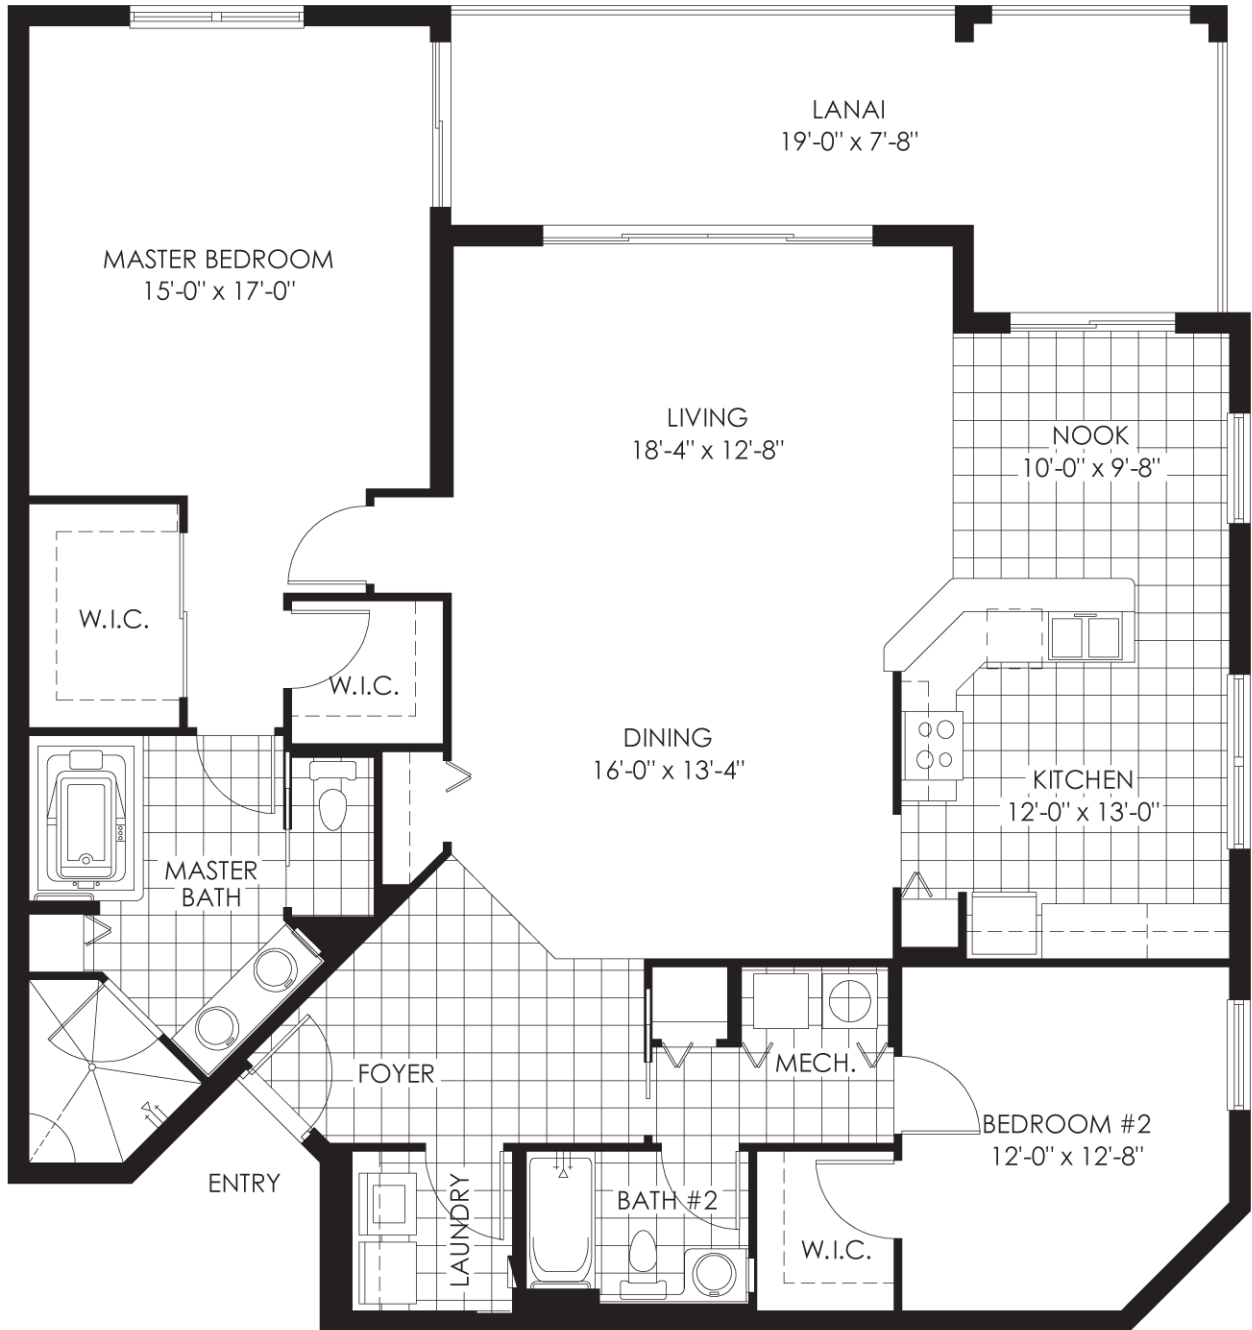 LANAI
19'-0" x 7'-8"
MASTER BEDROOM
15'-0" x 17'-0"
LIVING
18'-4" x 12'-8"
NOOK
10'-0" x 9'-8"
W.I.C.
W.I.C.
DINING
16'-0" x 13'-4"
KITCHEN
12'-0" x 13'-0"
MASTER
BATH
FOYER
MECH.
BEDROOM #2
12'-0" x 12'-8"
ENTRY
LAUNDRY
BATH #2
W.I.C.